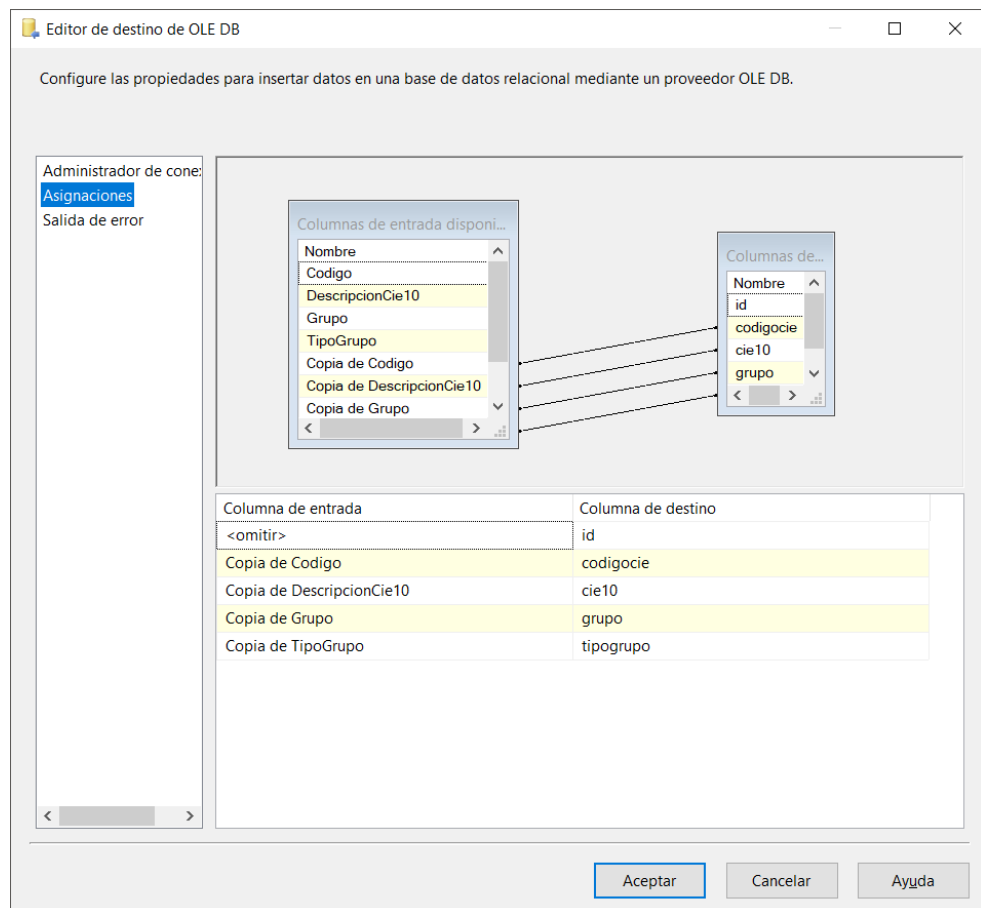 Editor de destino de OLE DB
Configure las propiedades para insertar datos en una base de datos relacional mediante un proveedor OLE DB.
Administrador de cone
Asignaciones
Salida de error
Columnas de entrada disponi...
Nombre
Codigo
DescripcionCie10
Grupo
TipoGrupo
Copia de Codigo
Copia de DescripcionCie10
Copia de Grupo
Columnas de...
Nombre
id
codigocie
cie10
grupo
Columna de entrada Columna de destino
<omitir> id
Copia de Codigo codigocie
Copia de DescripcionCie10 cie10
Copia de Grupo grupo
Copia de TipoGrupo tipogrupo
Aceptar Cancelar Ayuda